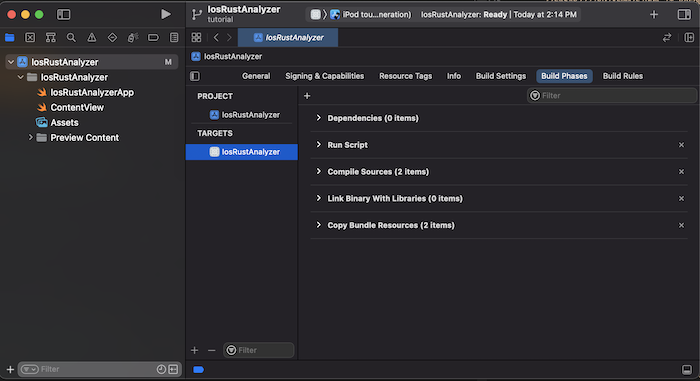 IosRustAnalyzer
tutorial
iPod tou...neration)
IosRustAnalyzer: Ready | Today at 2:14 PM
IosRustAnalyzer
IosRustAnalyzer M
IosRustAnalyzer
IosRustAnalyzerApp
ContentView
Assets
Preview Content
Filter
IosRustAnalyzer
General Signing & Capabilities Resource Tags Info Build Settings Build Phases Build Rules
PROJECT
IosRustAnalyzer
TARGETS
IosRustAnalyzer
Filter
Filter
Dependencies (0 items)
Run Script
Compile Sources (2 items)
Link Binary With Libraries (0 items)
Copy Bundle Resources (2 items)